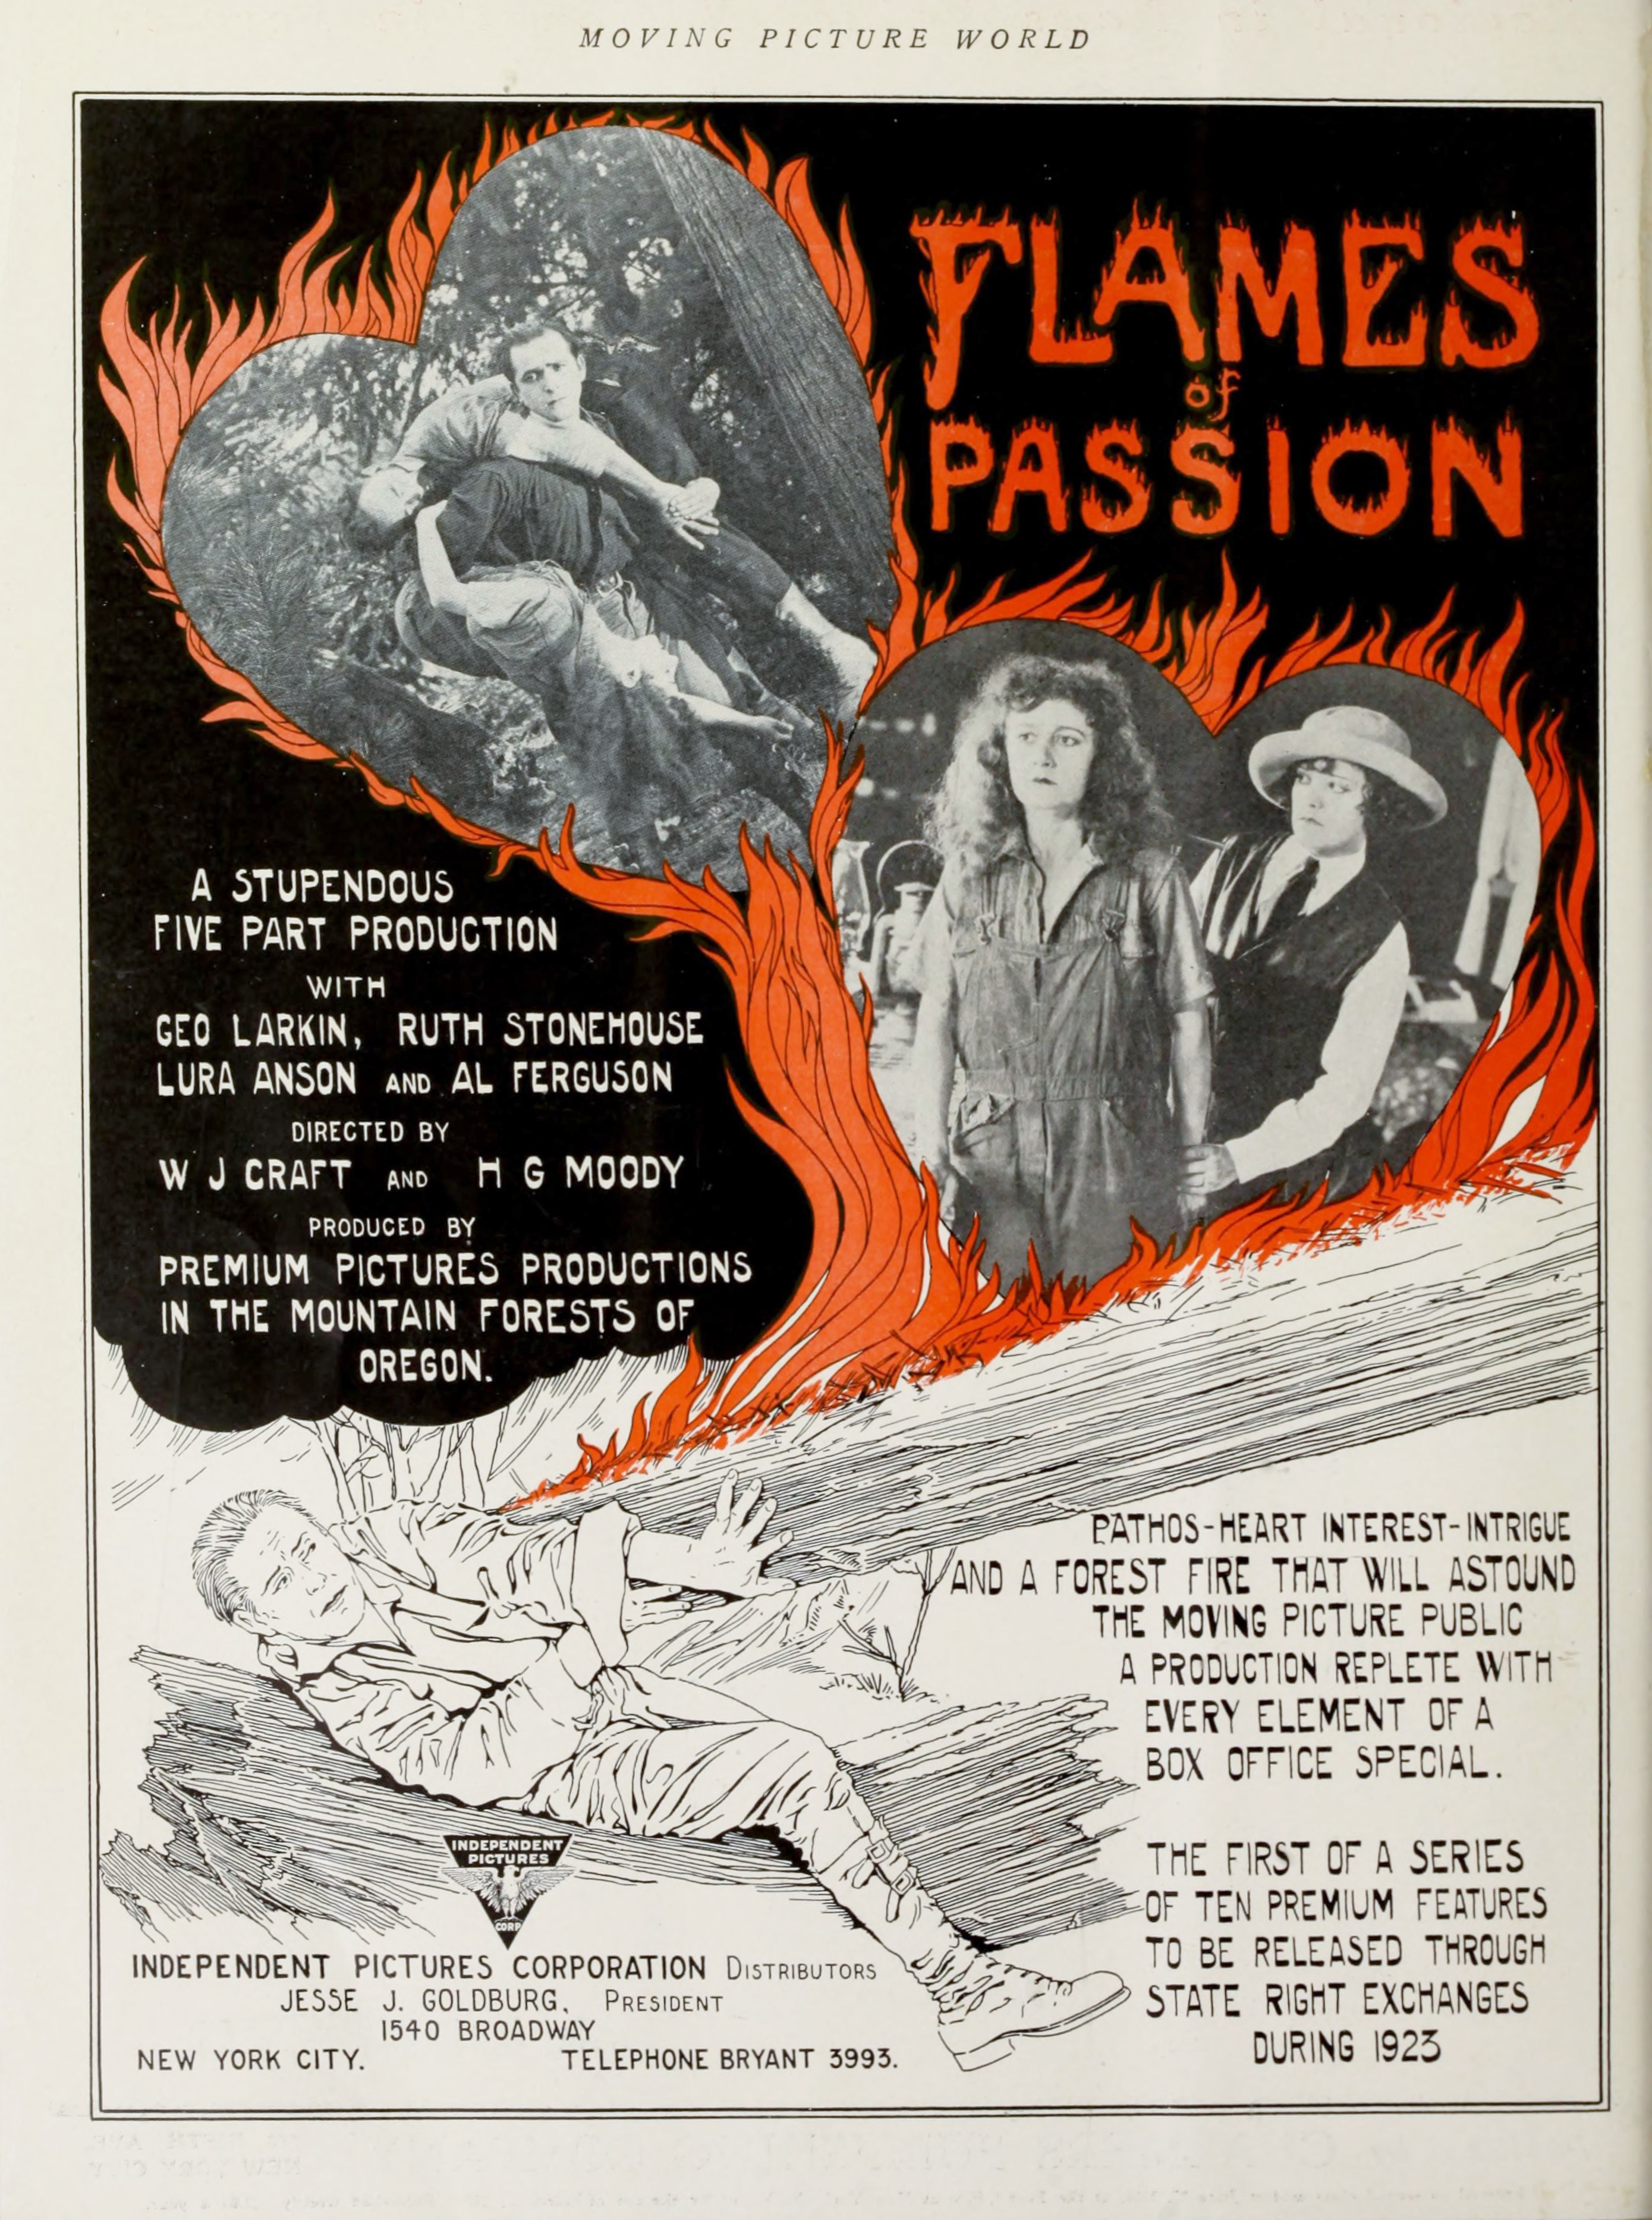 MOVING PICTURE WORLD
FLAMES
of
PASSION
A STUPENDOUS
FIVE PART PRODUCTION
WITH
GEO LARKIN, RUTH STONEHOUSE
LURA ANSON AND AL FERGUSON
DIRECTED BY
W J CRAFT AND H G MOODY
PRODUCED BY
PREMIUM PICTURES PRODUCTIONS
IN THE MOUNTAIN FORESTS OF
OREGON.
PATHOS-HEART INTEREST-INTRIGUE
AND A FOREST FIRE THAT WILL ASTOUND
THE MOVING PICTURE PUBLIC
A PRODUCTION REPLETE WITH
EVERY ELEMENT OF A
BOX OFFICE SPECIAL.
THE FIRST OF A SERIES
OF TEN PREMIUM FEATURES
TO BE RELEASED THROUGH
STATE RIGHT EXCHANGES
DURING 1923
INDEPENDENT
PICTURES
CORP
INDEPENDENT PICTURES CORPORATION DISTRIBUTORS
JESSE J. GOLDBURG, PRESIDENT
1540 BROADWAY
NEW YORK CITY. TELEPHONE BRYANT 3993.